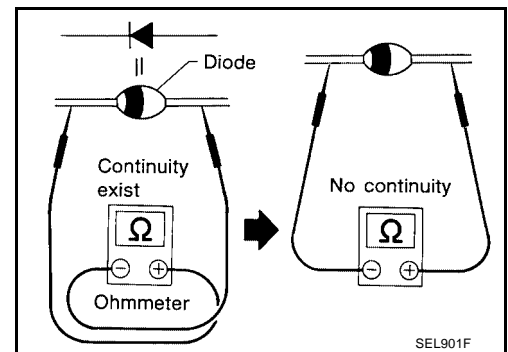 Diode
Continuity
exist
Ω
⊖ ⊕
Ohmmeter
No continuity
Ω
⊖ ⊕
SEL901F